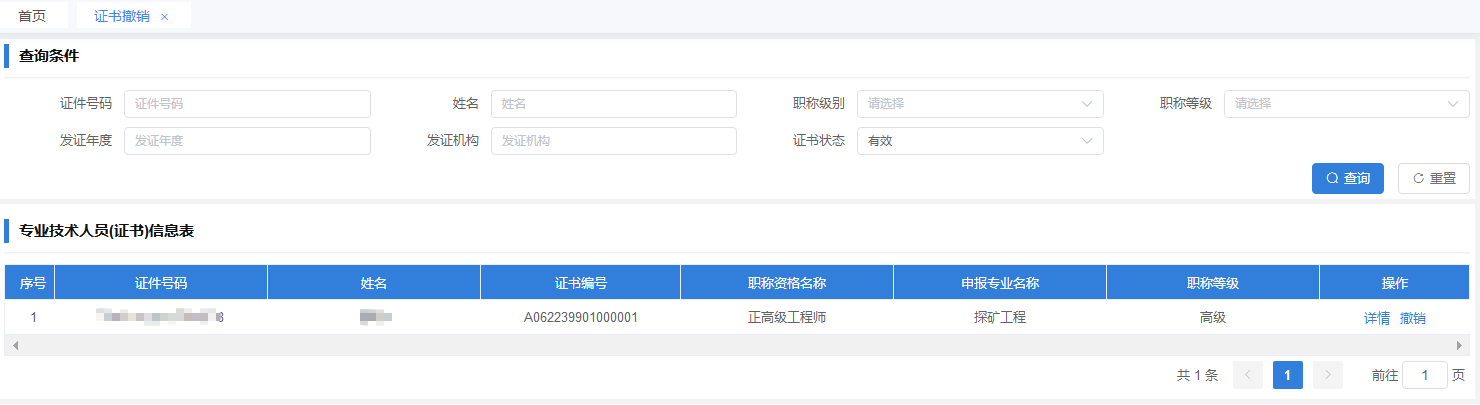 首页 证书撤销 ×
查询条件
证件号码 证件号码 姓名 姓名 职称级别 请选择 职称等级 请选择
发证年度 发证年度 发证机构 发证机构 证书状态 有效
查询 重置
专业技术人员(证书)信息表
序号 证件号码 姓名 证书编号 职称资格名称 申报专业名称 职称等级 操作
1 A062239901000001 正高级工程师 探矿工程 高级 详情 撤销
共 1 条 < 1 > 前往 1 页